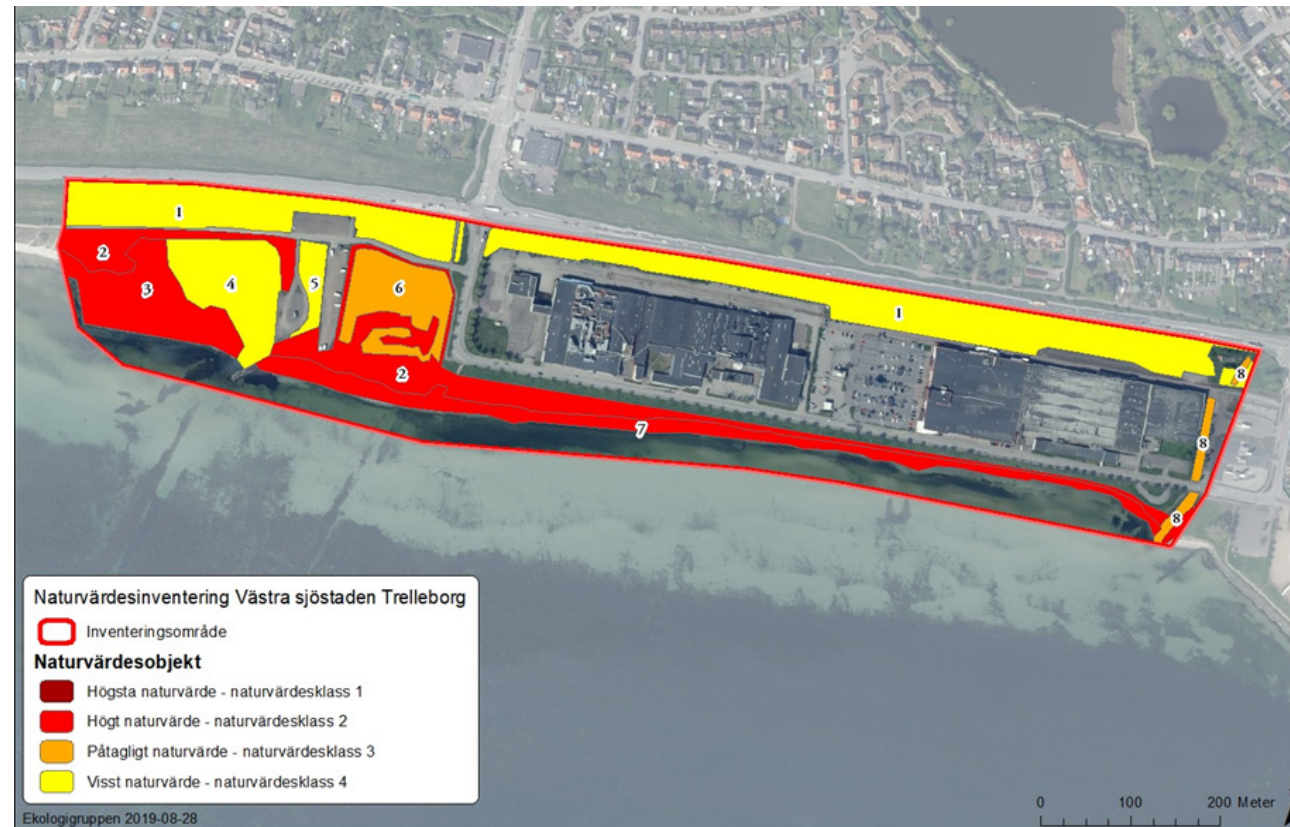 1
2
3
4
5
6
1
2
7
8
8
8
Naturvärdesinventering Västra sjöstaden Trelleborg
Inventeringsområde
Naturvärdesobjekt
Högsta naturvärde - naturvärdesklass 1
Högt naturvärde - naturvärdesklass 2
Påtagligt naturvärde - naturvärdesklass 3
Visst naturvärde - naturvärdesklass 4
Ekologigruppen 2019-08-28
0 100 200 Meter